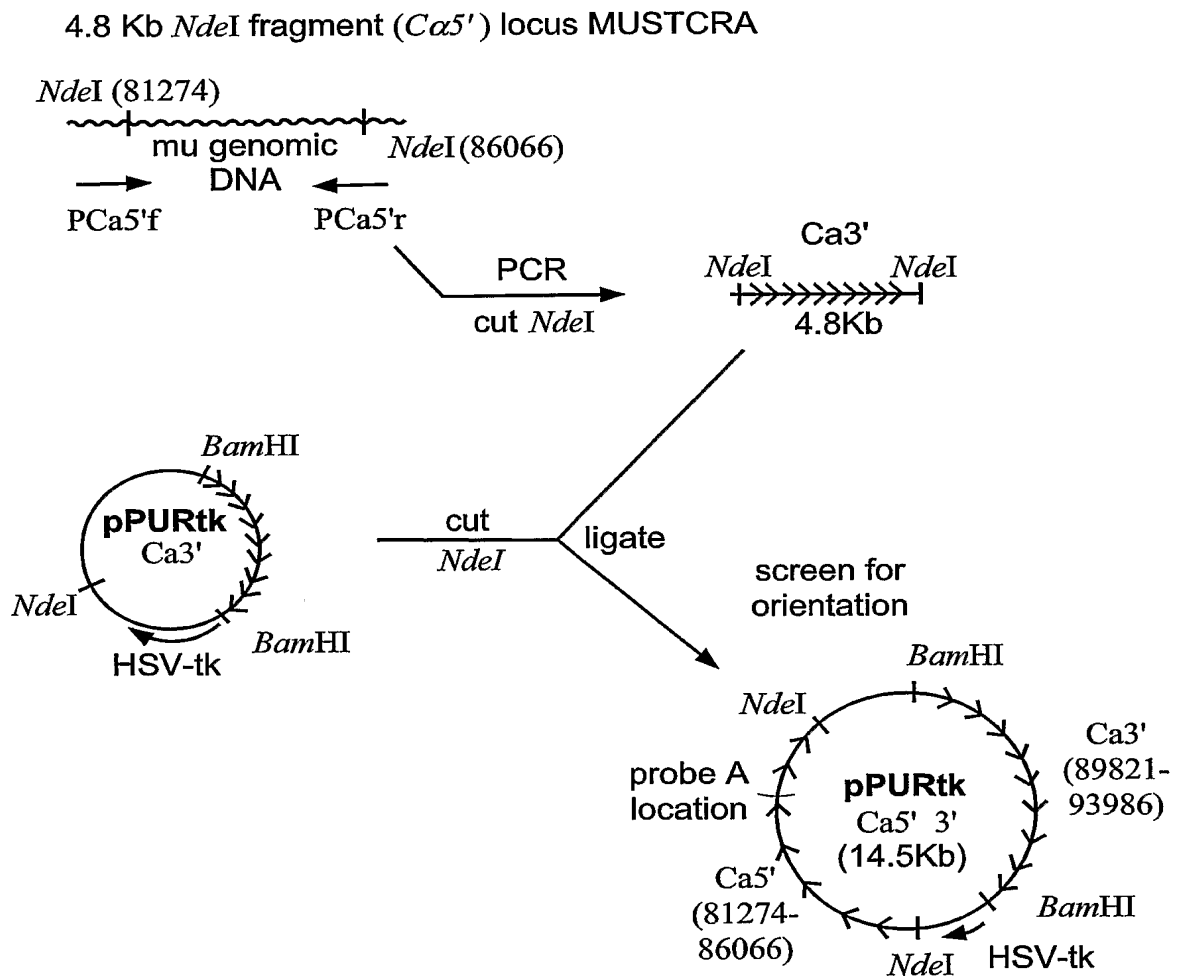 4.8 Kb NdeI fragment (Cα5') locus MUSTCRA
NdeI (81274)
mu genomic
DNA
NdeI (86066)
PCa5'f
PCa5'r
PCR
cut NdeI
Ca3'
NdeI
NdeI
4.8Kb
BamHI
pPURtk
Ca3'
NdeI
BamHI
HSV-tk
cut
NdeI
ligate
screen for
orientation
BamHI
NdeI
Ca3'
(89821-
93986)
probe A
location
pPURtk
Ca5' 3'
(14.5Kb)
Ca5'
(81274-
86066)
BamHI
NdeI
HSV-tk